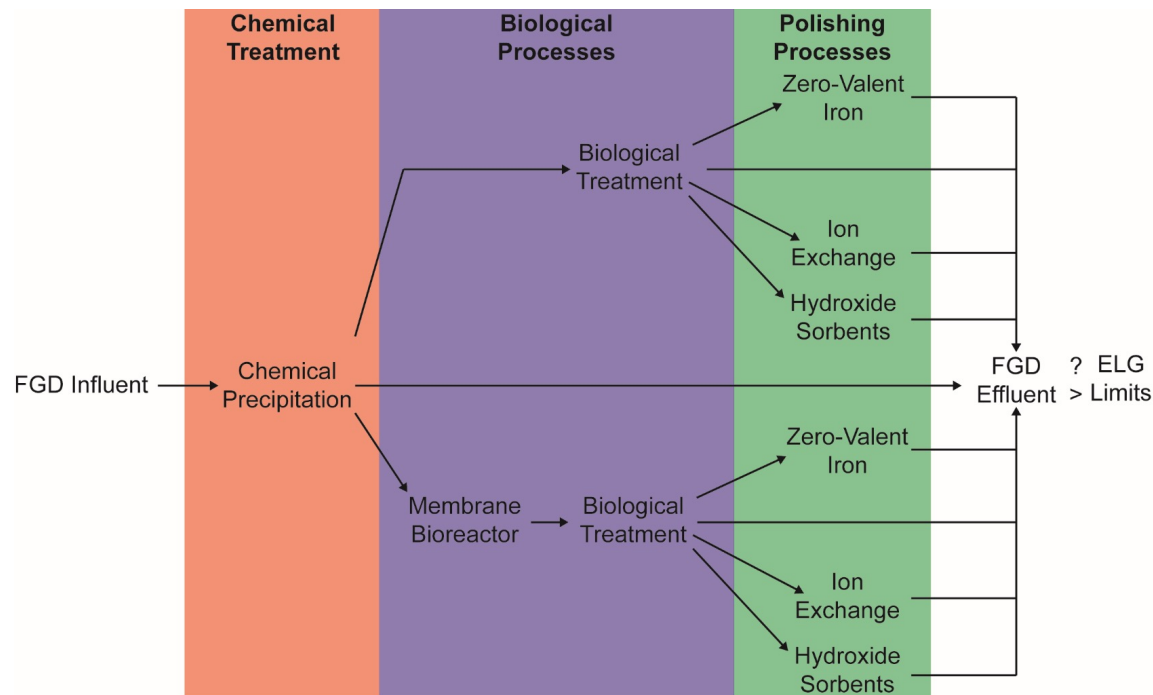 Chemical
Treatment
Biological
Processes
Polishing
Processes
Zero-Valent
Iron
Biological
Treatment
Ion
Exchange
Hydroxide
Sorbents
FGD Influent
Chemical
Precipitation
FGD
Effluent
? ELG
> Limits
Zero-Valent
Iron
Membrane
Bioreactor
Biological
Treatment
Ion
Exchange
Hydroxide
Sorbents